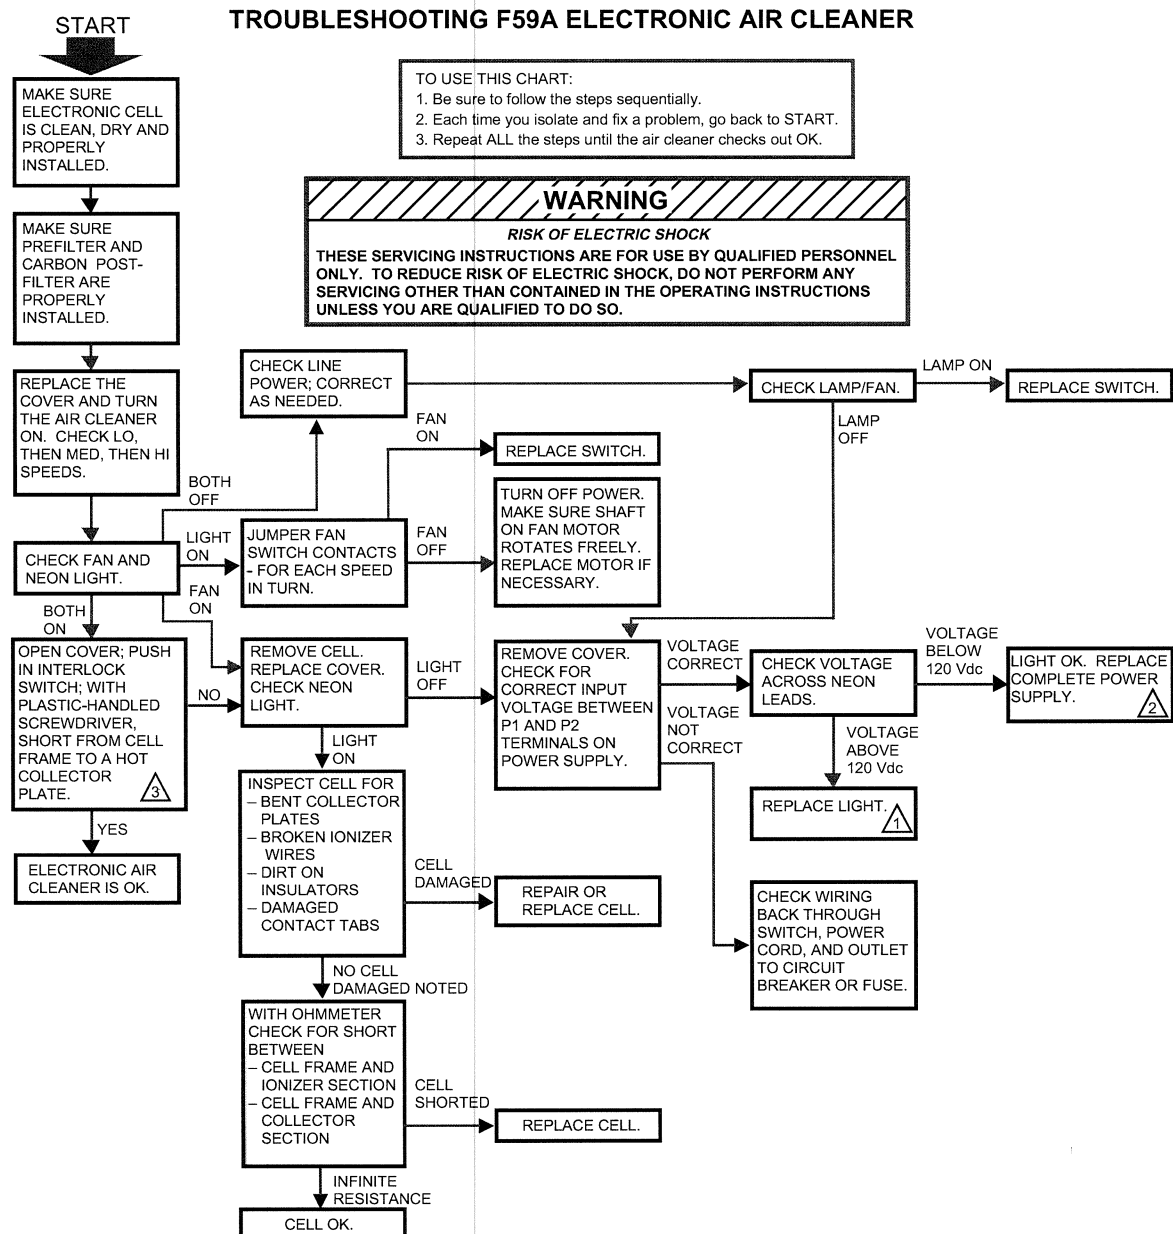 TROUBLESHOOTING F59A ELECTRONIC AIR CLEANER
START
MAKE SURE
ELECTRONIC CELL
IS CLEAN, DRY AND
PROPERLY
INSTALLED.
TO USE THIS CHART:
1. Be sure to follow the steps sequentially.
2. Each time you isolate and fix a problem, go back to START.
3. Repeat ALL the steps until the air cleaner checks out OK.
WARNING
RISK OF ELECTRIC SHOCK
THESE SERVICING INSTRUCTIONS ARE FOR USE BY QUALIFIED PERSONNEL
ONLY. TO REDUCE RISK OF ELECTRIC SHOCK, DO NOT PERFORM ANY
SERVICING OTHER THAN CONTAINED IN THE OPERATING INSTRUCTIONS
UNLESS YOU ARE QUALIFIED TO DO SO.
MAKE SURE
PREFILTER AND
CARBON POST-
FILTER ARE
PROPERLY
INSTALLED.
REPLACE THE
COVER AND TURN
THE AIR CLEANER
ON. CHECK LO,
THEN MED, THEN HI
SPEEDS.
CHECK FAN AND
NEON LIGHT.
BOTH
OFF
CHECK LINE
POWER; CORRECT
AS NEEDED.
CHECK LAMP/FAN.
LAMP ON
REPLACE SWITCH.
LAMP
OFF
LIGHT
ON
JUMPER FAN
SWITCH CONTACTS
- FOR EACH SPEED
IN TURN.
FAN
ON
REPLACE SWITCH.
FAN
OFF
TURN OFF POWER.
MAKE SURE SHAFT
ON FAN MOTOR
ROTATES FREELY.
REPLACE MOTOR IF
NECESSARY.
FAN
ON
BOTH
ON
OPEN COVER; PUSH
IN INTERLOCK
SWITCH; WITH
PLASTIC-HANDLED
SCREWDRIVER,
SHORT FROM CELL
FRAME TO A HOT
COLLECTOR
PLATE.
3
NO
YES
ELECTRONIC AIR
CLEANER IS OK.
REMOVE CELL.
REPLACE COVER.
CHECK NEON
LIGHT.
LIGHT
OFF
REMOVE COVER.
CHECK FOR
CORRECT INPUT
VOLTAGE BETWEEN
P1 AND P2
TERMINALS ON
POWER SUPPLY.
VOLTAGE
CORRECT
CHECK VOLTAGE
ACROSS NEON
LEADS.
VOLTAGE
BELOW
120 Vdc
LIGHT OK. REPLACE
COMPLETE POWER
SUPPLY.
2
VOLTAGE
NOT
CORRECT
VOLTAGE
ABOVE
120 Vdc
REPLACE LIGHT.
1
CHECK WIRING
BACK THROUGH
SWITCH, POWER
CORD, AND OUTLET
TO CIRCUIT
BREAKER OR FUSE.
LIGHT
ON
INSPECT CELL FOR
– BENT COLLECTOR
PLATES
– BROKEN IONIZER
WIRES
– DIRT ON
INSULATORS
– DAMAGED
CONTACT TABS
CELL
DAMAGED
REPAIR OR
REPLACE CELL.
NO CELL
DAMAGED NOTED
WITH OHMMETER
CHECK FOR SHORT
BETWEEN
– CELL FRAME AND
IONIZER SECTION
– CELL FRAME AND
COLLECTOR
SECTION
CELL
SHORTED
REPLACE CELL.
INFINITE
RESISTANCE
CELL OK.